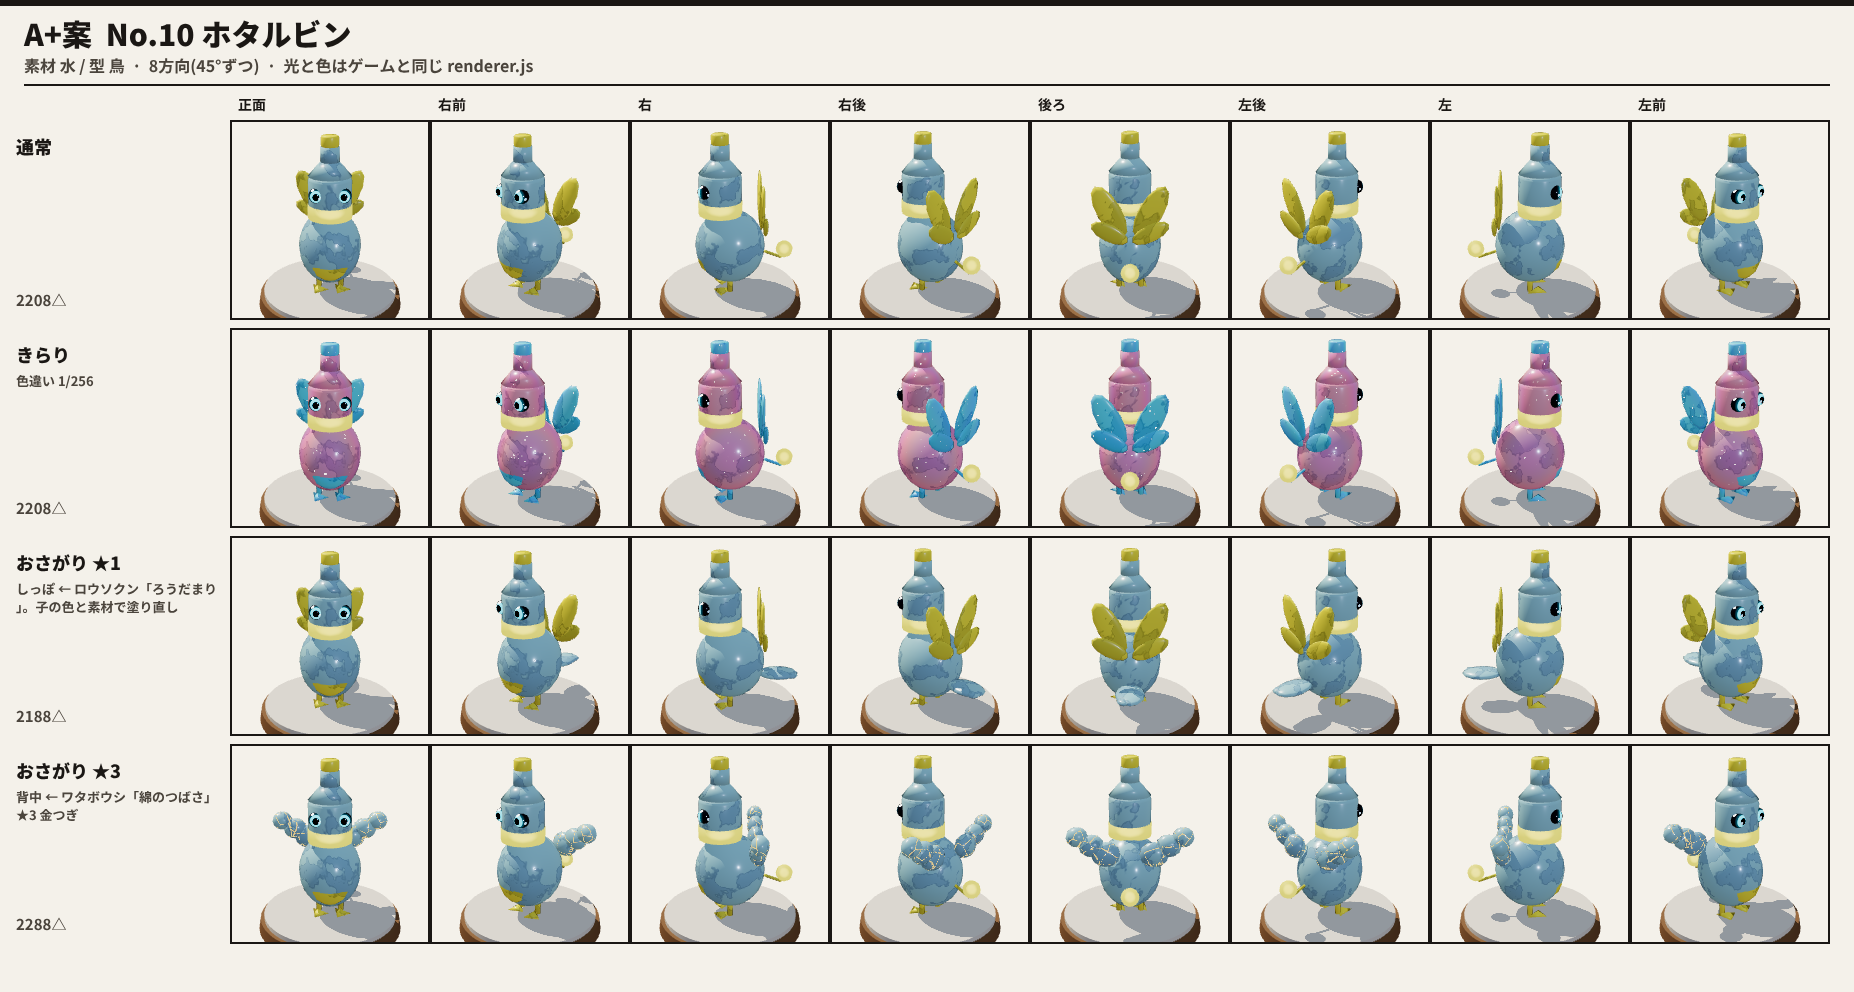 A+案 No.10 ホタルビン
素材 水 / 型 鳥 · 8方向(45°ずつ) · 光と色はゲームと同じ renderer.js
正面 右前 右 右後 後ろ 左後 左 左前
通常
2208△
きらり
色違い 1/256
2208△
おさがり ★1
しっぽ ← ロウソクン「ろうだまり
」。子の色と素材で塗り直し
2188△
おさがり ★3
背中 ← ワタボウシ「綿のつばさ」
★3 金つぎ
2288△